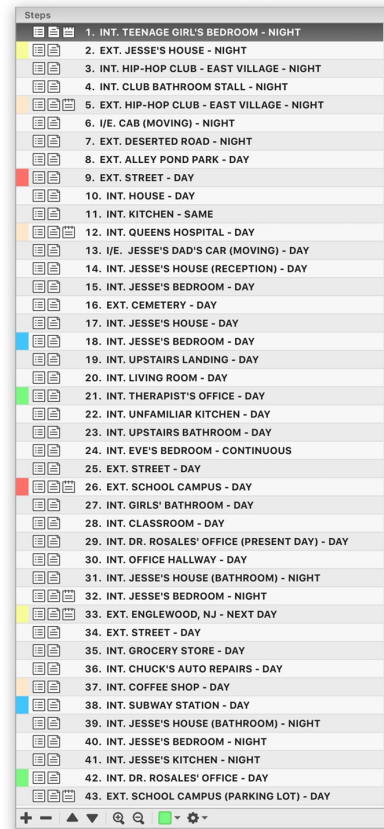 Steps
1. INT. TEENAGE GIRL'S BEDROOM - NIGHT
2. EXT. JESSE'S HOUSE - NIGHT
3. INT. HIP-HOP CLUB - EAST VILLAGE - NIGHT
4. INT. CLUB BATHROOM STALL - NIGHT
5. EXT. HIP-HOP CLUB - EAST VILLAGE - NIGHT
6. I/E. CAB (MOVING) - NIGHT
7. EXT. DESERTED ROAD - NIGHT
8. EXT. ALLEY POND PARK - DAY
9. EXT. STREET - DAY
10. INT. HOUSE - DAY
11. INT. KITCHEN - SAME
12. INT. QUEENS HOSPITAL - DAY
13. I/E. JESSE'S DAD'S CAR (MOVING) - DAY
14. INT. JESSE'S HOUSE (RECEPTION) - DAY
15. INT. JESSE'S BEDROOM - DAY
16. EXT. CEMETERY - DAY
17. INT. JESSE'S HOUSE - DAY
18. INT. JESSE'S BEDROOM - DAY
19. INT. UPSTAIRS LANDING - DAY
20. INT. LIVING ROOM - DAY
21. INT. THERAPIST'S OFFICE - DAY
22. INT. UNFAMILIAR KITCHEN - DAY
23. INT. UPSTAIRS BATHROOM - DAY
24. INT. EVE'S BEDROOM - CONTINUOUS
25. EXT. STREET - DAY
26. EXT. SCHOOL CAMPUS - DAY
27. INT. GIRLS' BATHROOM - DAY
28. INT. CLASSROOM - DAY
29. INT. DR. ROSALES' OFFICE (PRESENT DAY) - DAY
30. INT. OFFICE HALLWAY - DAY
31. INT. JESSE'S HOUSE (BATHROOM) - NIGHT
32. INT. JESSE'S BEDROOM - NIGHT
33. EXT. ENGLEWOOD, NJ - NEXT DAY
34. EXT. STREET - DAY
35. INT. GROCERY STORE - DAY
36. INT. CHUCK'S AUTO REPAIRS - DAY
37. INT. COFFEE SHOP - DAY
38. INT. SUBWAY STATION - DAY
39. INT. JESSE'S HOUSE (BATHROOM) - NIGHT
40. INT. JESSE'S BEDROOM - NIGHT
41. INT. JESSE'S KITCHEN - NIGHT
42. INT. DR. ROSALES' OFFICE - DAY
43. EXT. SCHOOL CAMPUS (PARKING LOT) - DAY